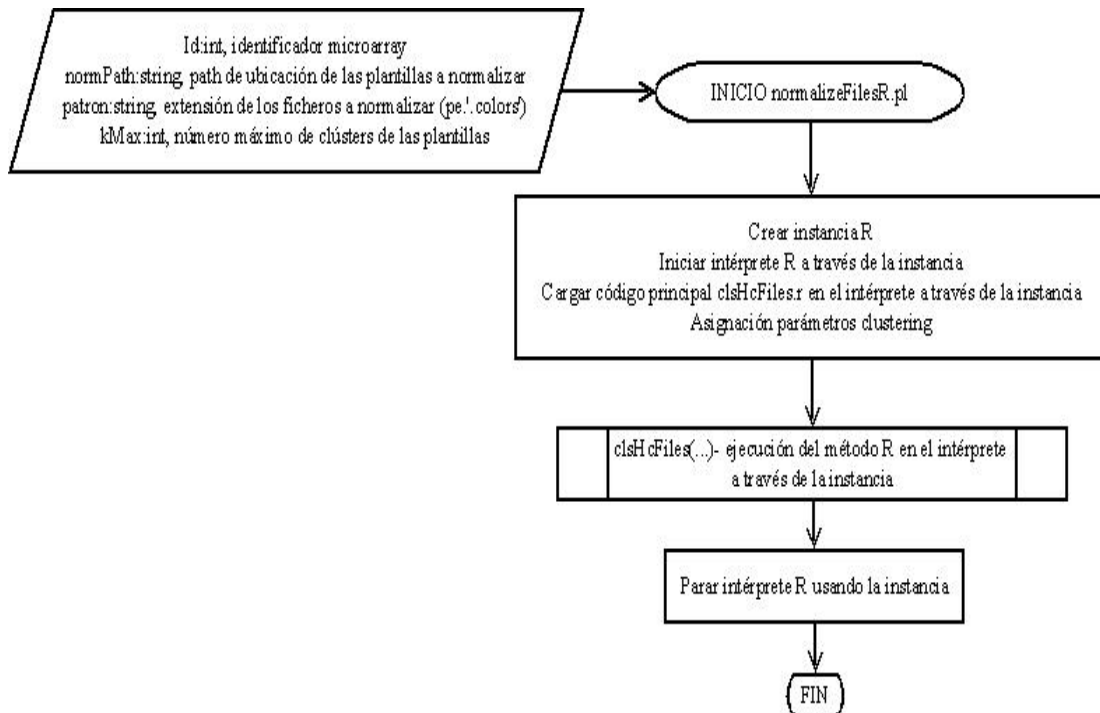 Id:int, identificador microarray
normPath:string, path de ubicación de las plantillas a normalizar
patron:string, extensión de los ficheros a normalizar (pe.'.colors')
kMax:int, número máximo de clústers de las plantillas
INICIO normalizeFilesR.pl
Crear instancia R
Iniciar intérprete R a través de la instancia
Cargar código principal clsHcFiles.r en el intérprete a través de la instancia
Asignación parámetros clustering
clsHcFiles(...)- ejecución del método R en el intérprete
a través de la instancia
Parar intérprete R usando la instancia
FIN